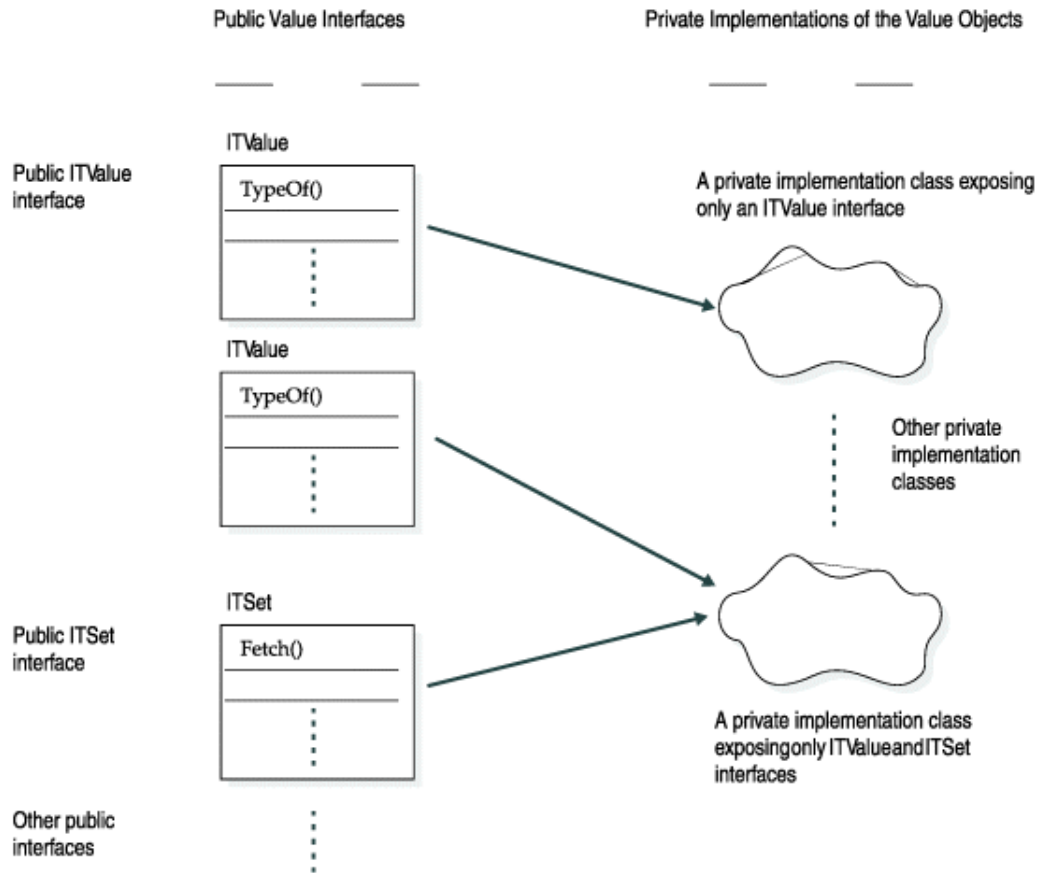 Public Value Interfaces
Private Implementations of the Value Objects
ITValue
Public ITValue
interface
TypeOf()
A private implementation class exposing
only an ITValue interface
ITValue
TypeOf()
Other private
implementation
classes
ITSet
Public ITSet
interface
Fetch()
A private implementation class
exposingonly ITValueandITSet
interfaces
Other public
interfaces